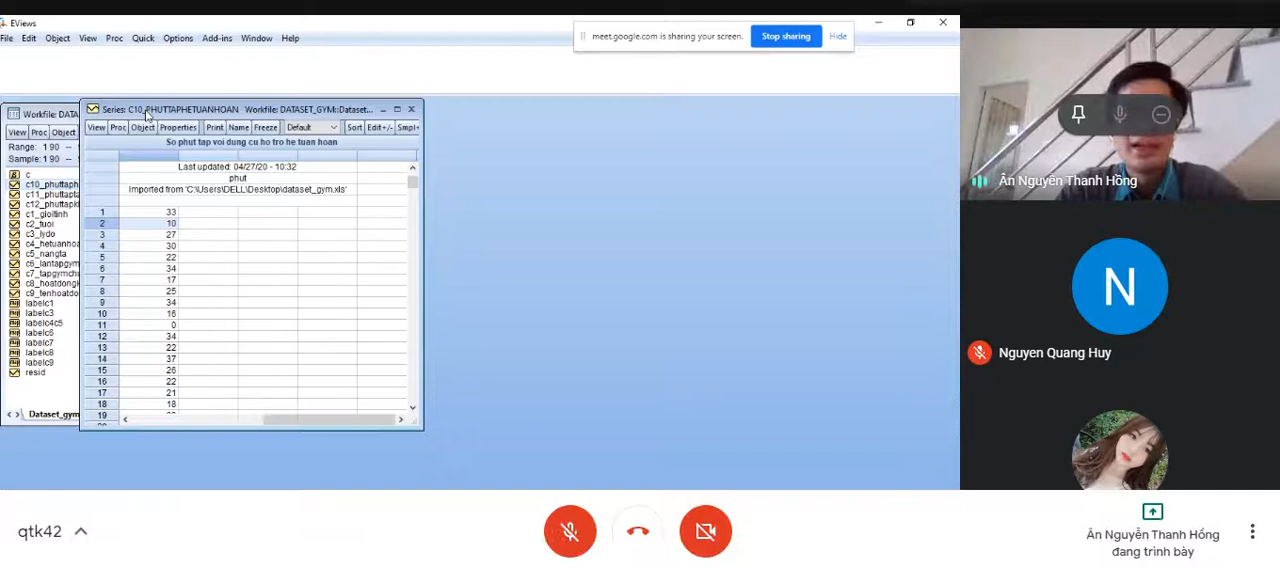 EViews
File Edit Object View Proc Quick Options Add-ins Window Help
meet.google.com is sharing your screen. Stop sharing Hide
Workfile: DATA
View Proc Object
Range: 1 90 --
Sample: 1 90 --
c
c10_phuttaph
c11_phuttapta
c12_phuttapkl
c1_gioitinh
c2_tuoi
c3_lydo
c4_hetuanhoa
c5_nangta
c6_lantapgym
c7_tapgymchu
c8_hoatdongk
c9_tenhoatdo
labelc1
labelc3
labelc4c5
labelc6
labelc7
labelc8
labelc9
resid
Dataset_gym
Series: C10_PHUTTAPHETUANHOAN Workfile: DATASET_GYM::Dataset...
View Proc Object Properties Print Name Freeze Default Sort Edit+/- Smpl+
So phut tap voi dung cu ho tro he tuan hoan
Last updated: 04/27/20 - 10:32
phut
Imported from 'C:\Users\DELL\Desktop\dataset_gym.xls'
1 33
2 10
3 27
4 30
5 22
6 34
7 17
8 25
9 34
10 16
11 0
12 34
13 22
14 37
15 26
16 22
17 21
18 18
19
Ân Nguyễn Thanh Hồng
N
Nguyen Quang Huy
qtk42
Ân Nguyễn Thanh Hồng
đang trình bày